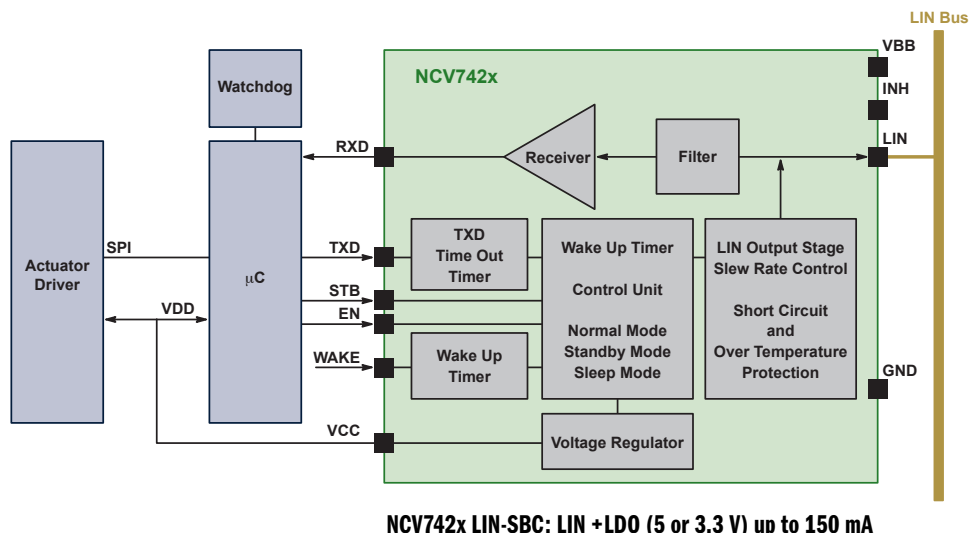 LIN Bus
VBB
NCV742x
INH
Watchdog
RXD
LIN
Receiver
Filter
SPI
TXD
TXD
Time Out
Timer
Wake Up Timer
Control Unit
Normal Mode
Standby Mode
Sleep Mode
LIN Output Stage
Slew Rate Control
Short Circuit
and
Over Temperature
Protection
Actuator
Driver
µC
STB
VDD
EN
WAKE
Wake Up
Timer
GND
VCC
Voltage Regulator
NCV742x LIN-SBC: LIN +LDO (5 or 3.3 V) up to 150 mA